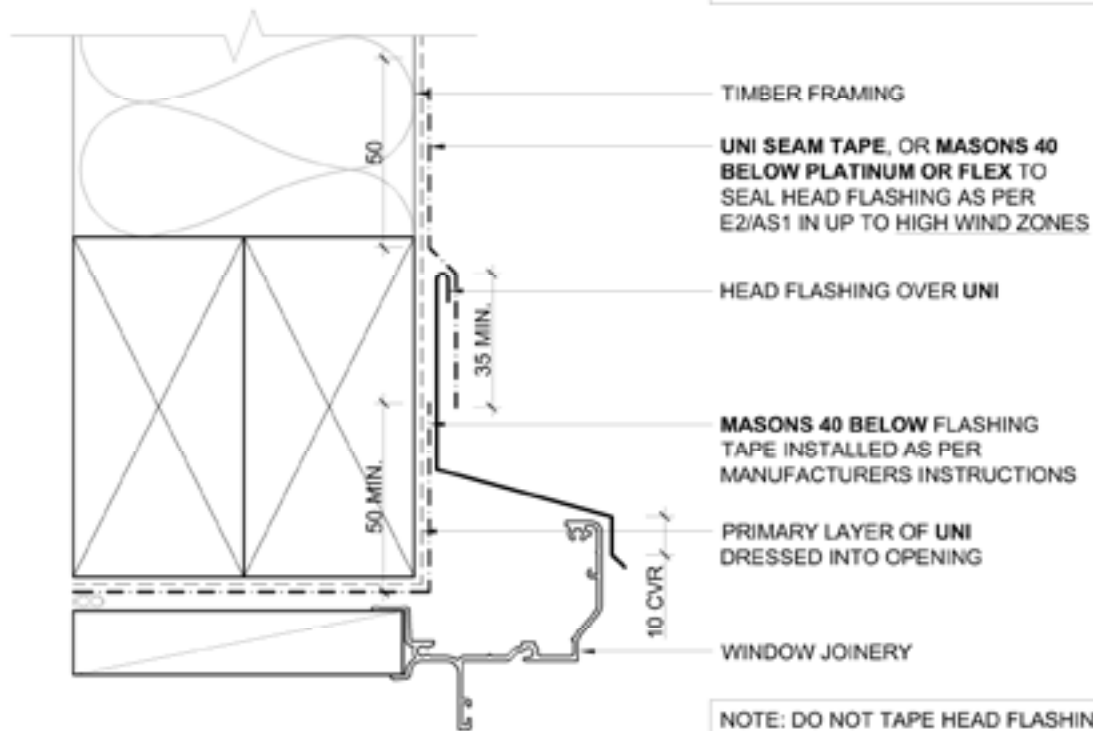 TIMBER FRAMING
UNI SEAM TAPE, OR MASONS 40
BELOW PLATINUM OR FLEX TO
SEAL HEAD FLASHING AS PER
E2/AS1 IN UP TO HIGH WIND ZONES
50
HEAD FLASHING OVER UNI
35 MIN.
MASONS 40 BELOW FLASHING
TAPE INSTALLED AS PER
MANUFACTURERS INSTRUCTIONS
50 MIN.
PRIMARY LAYER OF UNI
DRESSED INTO OPENING
10 CVR
WINDOW JOINERY
NOTE: DO NOT TAPE HEAD FLASHIN